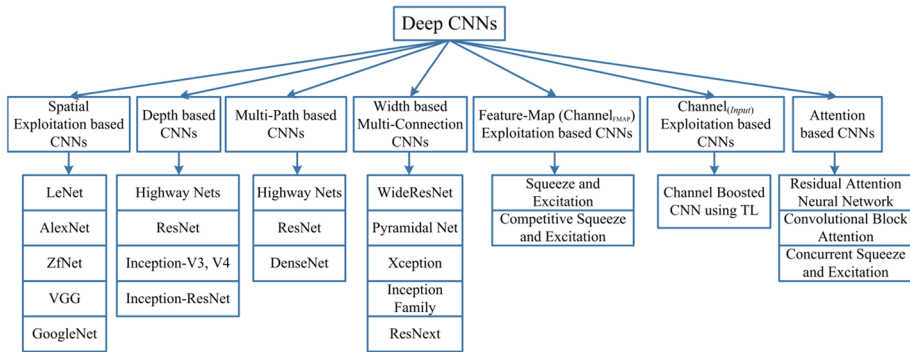 Deep CNNs
Spatial
Exploitation based
CNNs
Depth based
CNNs
Multi-Path based
CNNs
Width based
Multi-Connection
CNNs
Feature-Map (ChannelFMAP)
Exploitation based CNNs
Channel(Input)
Exploitation based
CNNs
Attention
based CNNs
LeNet
AlexNet
ZfNet
VGG
GoogleNet
Highway Nets
ResNet
Inception-V3, V4
Inception-ResNet
Highway Nets
ResNet
DenseNet
WideResNet
Pyramidal Net
Xception
Inception
Family
ResNext
Squeeze and
Excitation
Competitive Squeeze
and Excitation
Channel Boosted
CNN using TL
Residual Attention
Neural Network
Convolutional Block
Attention
Concurrent Squeeze
and Excitation